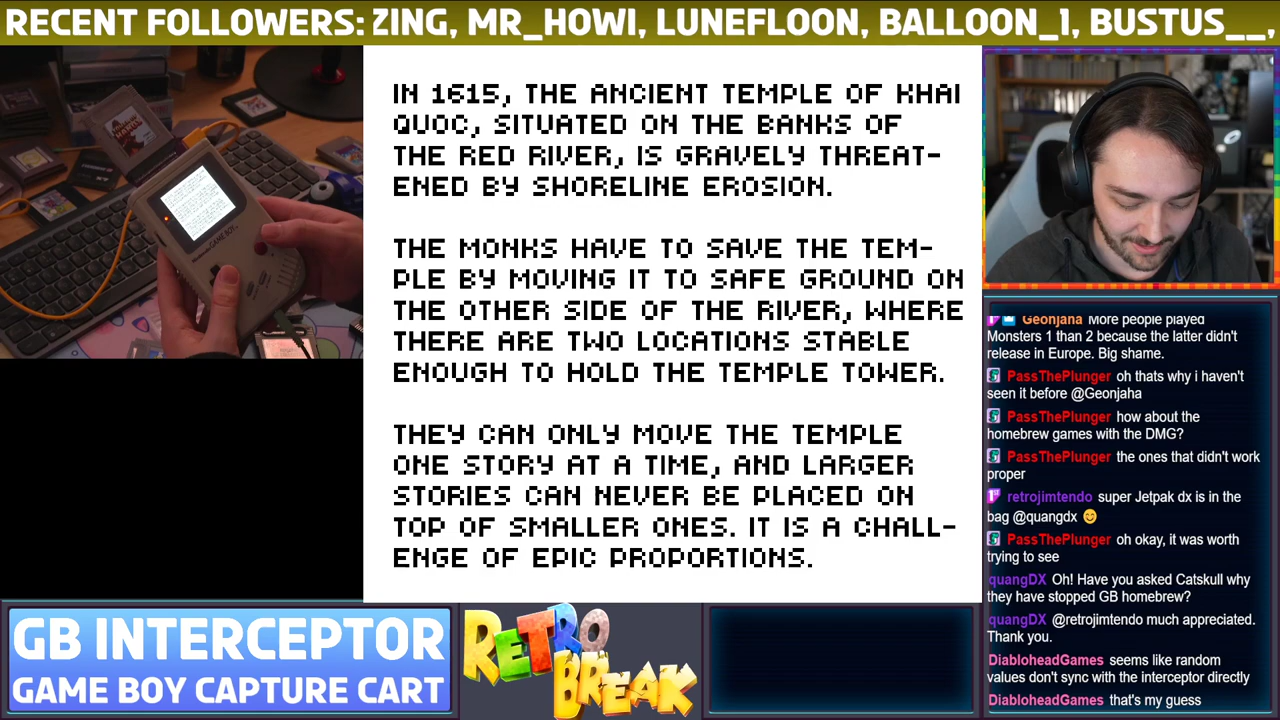 RECENT FOLLOWERS: ZING, MR_HOWI, LUNEFLOON, BALLOON_1, BUSTUS__,
IN 1615, THE ANCIENT TEMPLE OF KHAI
QUOC, SITUATED ON THE BANKS OF
THE RED RIVER, IS GRAVELY THREAT-
ENED BY SHORELINE EROSION.
THE MONKS HAVE TO SAVE THE TEM-
PLE BY MOVING IT TO SAFE GROUND ON
THE OTHER SIDE OF THE RIVER, WHERE
THERE ARE TWO LOCATIONS STABLE
ENOUGH TO HOLD THE TEMPLE TOWER.
THEY CAN ONLY MOVE THE TEMPLE
ONE STORY AT A TIME, AND LARGER
STORIES CAN NEVER BE PLACED ON
TOP OF SMALLER ONES. IT IS A CHALL-
ENGE OF EPIC PROPORTIONS.
Geonjaha More people played
Monsters 1 than 2 because the latter didn't
release in Europe. Big shame.
PassThePlunger oh thats why i haven't
seen it before @Geonjaha
PassThePlunger how about the
homebrew games with the DMG?
PassThePlunger the ones that didn't work
proper
retrojimtendo super Jetpak dx is in the
bag @quangdx 😊
PassThePlunger oh okay, it was worth
trying to see
quangDX Oh! Have you asked Catskull why
they have stopped GB homebrew?
quangDX @retrojimtendo much appreciated.
Thank you.
DiabloheadGames seems like random
values don't sync with the interceptor directly
DiabloheadGames that's my guess
GB INTERCEPTOR
GAME BOY CAPTURE CART
RETRO
BREAK